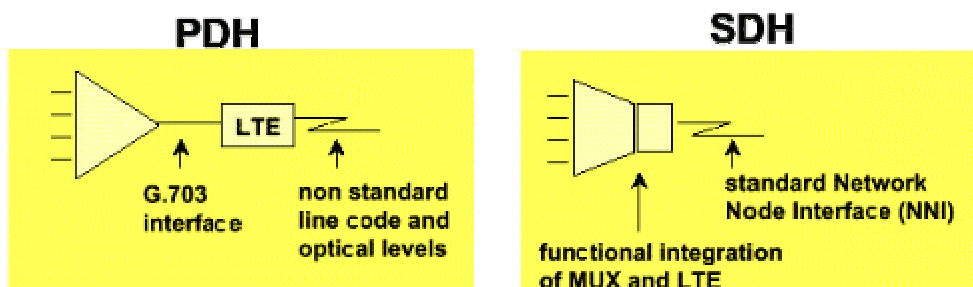 PDH
LTE
G.703
interface
non standard
line code and
optical levels
SDH
standard Network
Node Interface (NNI)
functional integration
of MUX and LTE